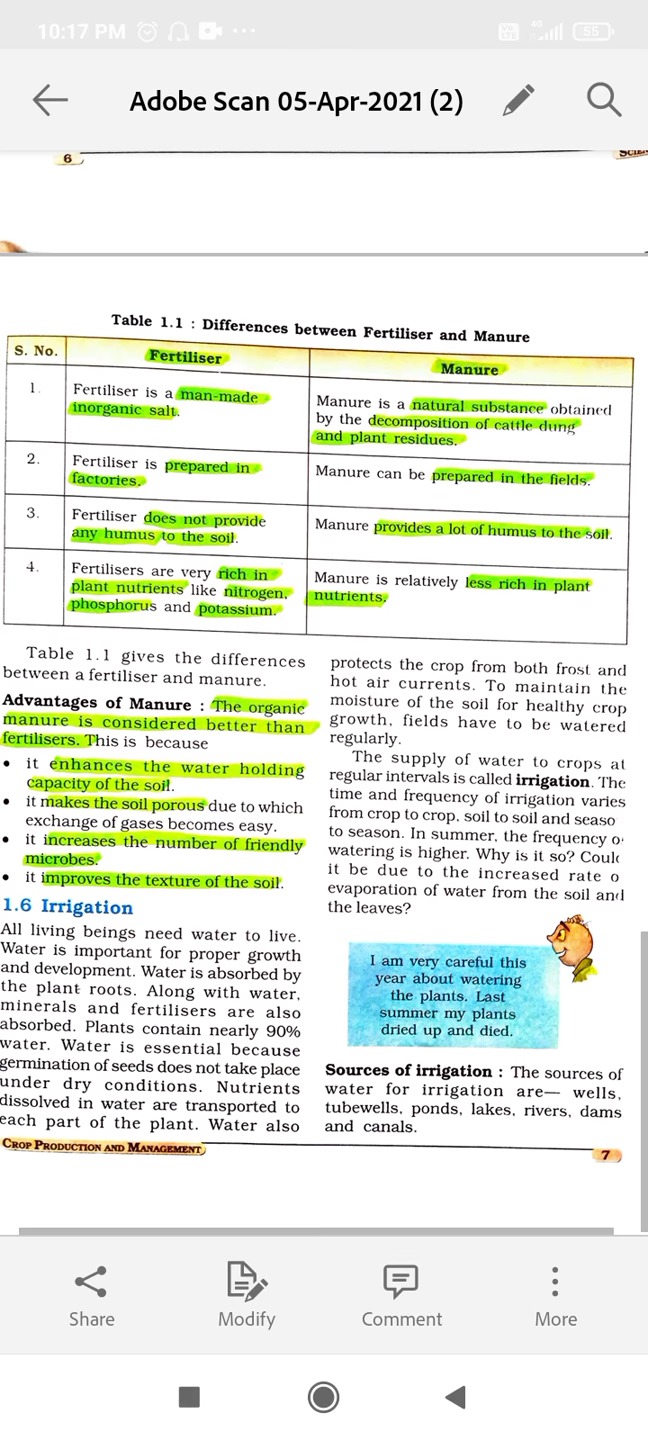 10:17 PM
4G
55
Adobe Scan 05-Apr-2021 (2)
6
Table 1.1 : Differences between Fertiliser and Manure
S. No.
Fertiliser
Manure
1.
Fertiliser is a man-made
inorganic salt.
Manure is a natural substance obtained
by the decomposition of cattle dung
and plant residues.
2.
Fertiliser is prepared in
factories.
Manure can be prepared in the fields.
3.
Fertiliser does not provide
any humus to the soil.
Manure provides a lot of humus to the soil.
4.
Fertilisers are very rich in
plant nutrients like nitrogen,
phosphorus and potassium.
Manure is relatively less rich in plant
nutrients.
Table 1.1 gives the differences
between a fertiliser and manure.
Advantages of Manure : The organic
manure is considered better than
fertilisers. This is because
• it enhances the water holding
capacity of the soil.
• it makes the soil porous due to which
exchange of gases becomes easy.
• it increases the number of friendly
microbes.
• it improves the texture of the soil.
1.6 Irrigation
All living beings need water to live.
Water is important for proper growth
and development. Water is absorbed by
the plant roots. Along with water,
minerals and fertilisers are also
absorbed. Plants contain nearly 90%
water. Water is essential because
germination of seeds does not take place
under dry conditions. Nutrients
dissolved in water are transported to
each part of the plant. Water also
protects the crop from both frost and
hot air currents. To maintain the
moisture of the soil for healthy crop
growth, fields have to be watered
regularly.
The supply of water to crops at
regular intervals is called irrigation. The
time and frequency of irrigation varies
from crop to crop, soil to soil and seaso
to season. In summer, the frequency o
watering is higher. Why is it so? Coul
it be due to the increased rate o
evaporation of water from the soil and
the leaves?
I am very careful this
year about watering
the plants. Last
summer my plants
dried up and died.
Sources of irrigation : The sources of
water for irrigation are— wells,
tubewells, ponds, lakes, rivers, dams
and canals.
CROP PRODUCTION AND MANAGEMENT
7
Share
Modify
Comment
More